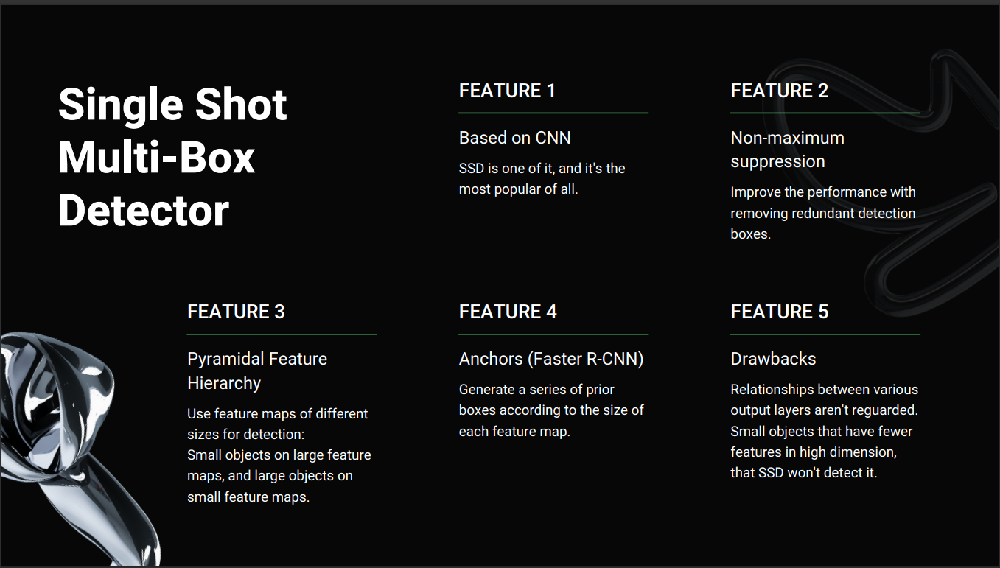 Single Shot
Multi-Box
Detector
FEATURE 1
Based on CNN
SSD is one of it, and it's the
most popular of all.
FEATURE 2
Non-maximum
suppression
Improve the performance with
removing redundant detection
boxes.
FEATURE 3
Pyramidal Feature
Hierarchy
Use feature maps of different
sizes for detection:
Small objects on large feature
maps, and large objects on
small feature maps.
FEATURE 4
Anchors (Faster R-CNN)
Generate a series of prior
boxes according to the size of
each feature map.
FEATURE 5
Drawbacks
Relationships between various
output layers aren't reguarded.
Small objects that have fewer
features in high dimension,
that SSD won't detect it.